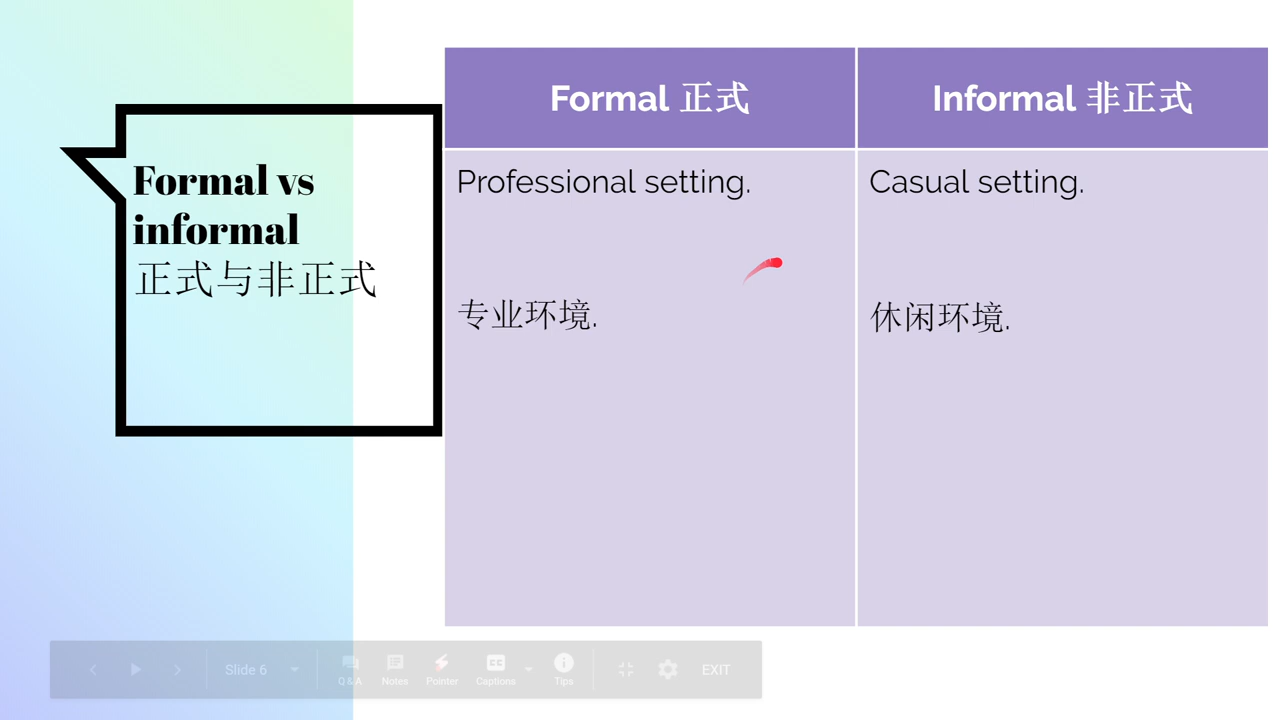 Formal vs
informal
正式与非正式
Formal 正式
Informal 非正式
Professional setting.
Casual setting.
专业环境.
休闲环境.
Slide 6
Q & A
Notes
Pointer
CC
Captions
Tips
EXIT